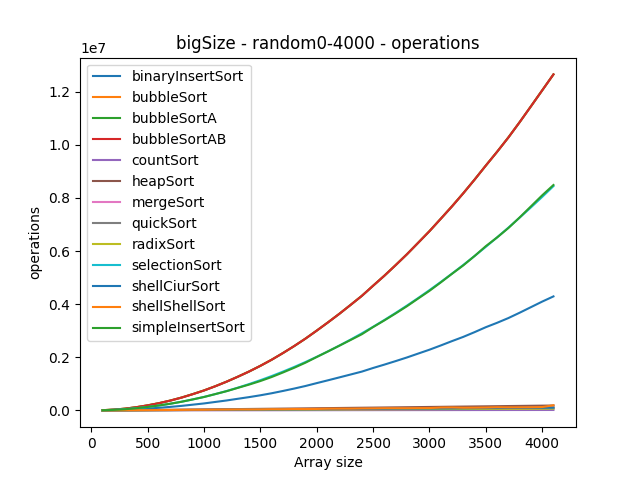 bigSize - random0-4000 - operations
1e7
binaryInsertSort
bubbleSort
bubbleSortA
bubbleSortAB
countSort
heapSort
mergeSort
quickSort
radixSort
selectionSort
shellCiurSort
shellShellSort
simpleInsertSort
operations
1.2
1.0
0.8
0.6
0.4
0.2
0.0
0 500 1000 1500 2000 2500 3000 3500 4000
Array size